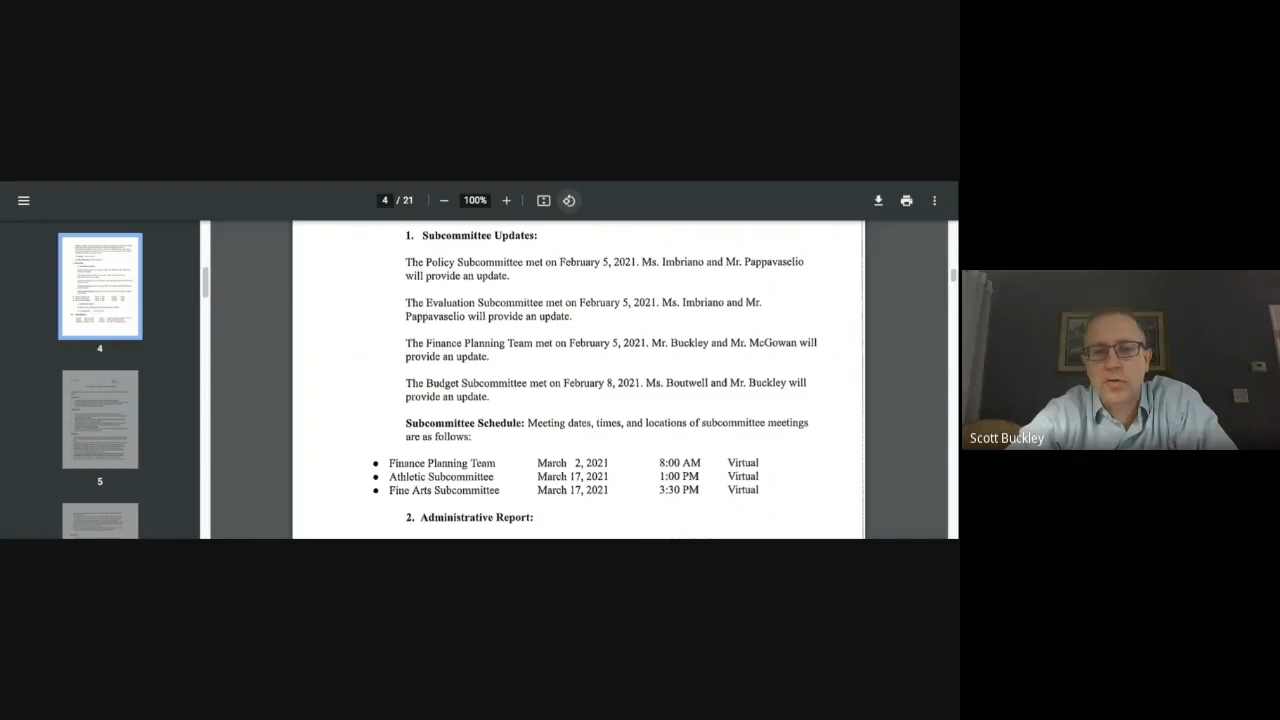 4 / 21
100%
1. Subcommittee Updates:
The Policy Subcommittee met on February 5, 2021. Ms. Imbriano and Mr. Pappavaselio
will provide an update.
The Evaluation Subcommittee met on February 5, 2021. Ms. Imbriano and Mr.
Pappavaselio will provide an update.
The Finance Planning Team met on February 5, 2021. Mr. Buckley and Mr. McGowan will
provide an update.
The Budget Subcommittee met on February 8, 2021. Ms. Boutwell and Mr. Buckley will
provide an update.
Subcommittee Schedule: Meeting dates, times, and locations of subcommittee meetings
are as follows:
● Finance Planning Team March 2, 2021 8:00 AM Virtual
● Athletic Subcommittee March 17, 2021 1:00 PM Virtual
● Fine Arts Subcommittee March 17, 2021 3:30 PM Virtual
2. Administrative Report:
4
5
Scott Buckley